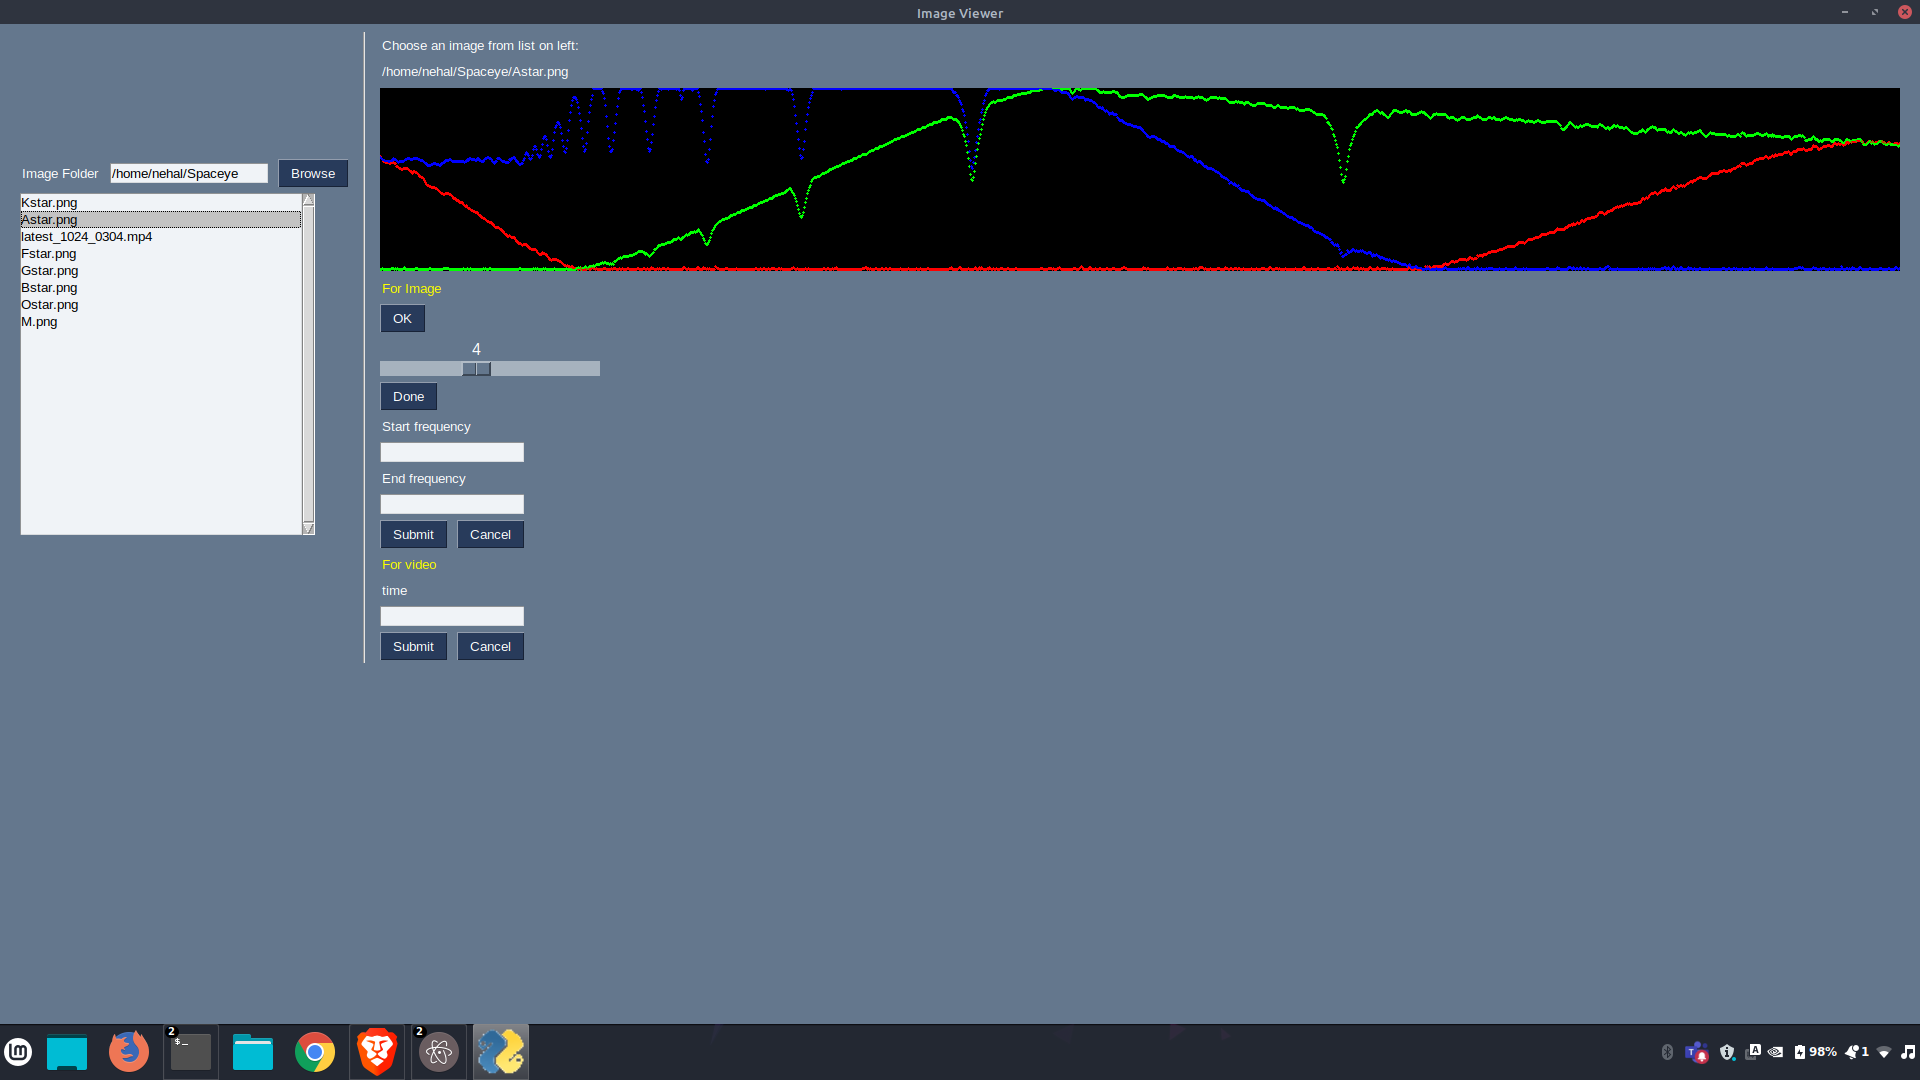 Image Viewer
Choose an image from list on left:
/home/nehal/Spaceye/Astar.png
Image Folder /home/nehal/Spaceye Browse
Kstar.png
Astar.png
latest_1024_0304.mp4
Fstar.png
Gstar.png
Bstar.png
Ostar.png
M.png
For Image
OK
4
Done
Start frequency
End frequency
Submit Cancel
For video
time
Submit Cancel
2 $_ 2 T A 98% 1